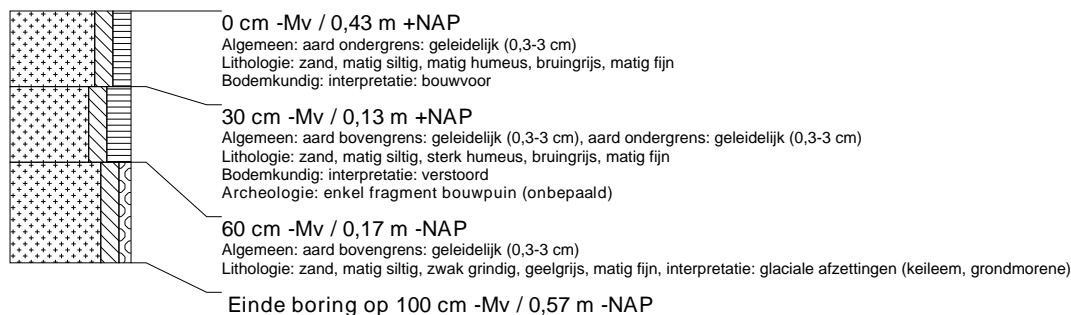 0 cm -Mv / 0,43 m +NAP
Algemeen: aard ondergrens: geleidelijk (0,3-3 cm)
Lithologie: zand, matig siltig, matig humeus, bruingrijs, matig fijn
Bodemkundig: interpretatie: bouwvoor
30 cm -Mv / 0,13 m +NAP
Algemeen: aard bovengrens: geleidelijk (0,3-3 cm), aard ondergrens: geleidelijk (0,3-3 cm)
Lithologie: zand, matig siltig, sterk humeus, bruingrijs, matig fijn
Bodemkundig: interpretatie: verstoord
Archeologie: enkel fragment bouwpuin (onbepaald)
60 cm -Mv / 0,17 m -NAP
Algemeen: aard bovengrens: geleidelijk (0,3-3 cm)
Lithologie: zand, matig siltig, zwak grindig, geelgrijs, matig fijn, interpretatie: glaciale afzettingen (keileem, grondmorene)
Einde boring op 100 cm -Mv / 0,57 m -NAP